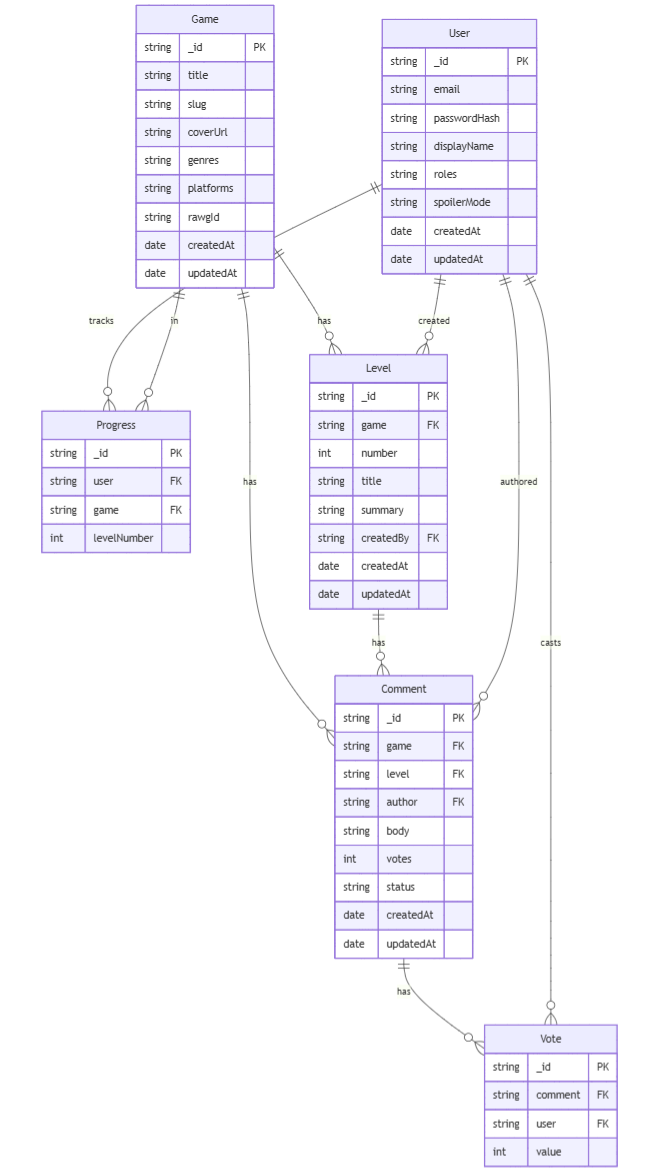 Game
string _id PK
string title
string slug
string coverUrl
string genres
string platforms
string rawgId
date createdAt
date updatedAt
User
string _id PK
string email
string passwordHash
string displayName
string roles
string spoilerMode
date createdAt
date updatedAt
tracks
in
has
created
Level
string _id PK
string game FK
int number
string title
string summary
string createdBy FK
date createdAt
date updatedAt
Progress
string _id PK
string user FK
string game FK
int levelNumber
has
authored
has
casts
Comment
string _id PK
string game FK
string level FK
string author FK
string body
int votes
string status
date createdAt
date updatedAt
has
Vote
string _id PK
string comment FK
string user FK
int value